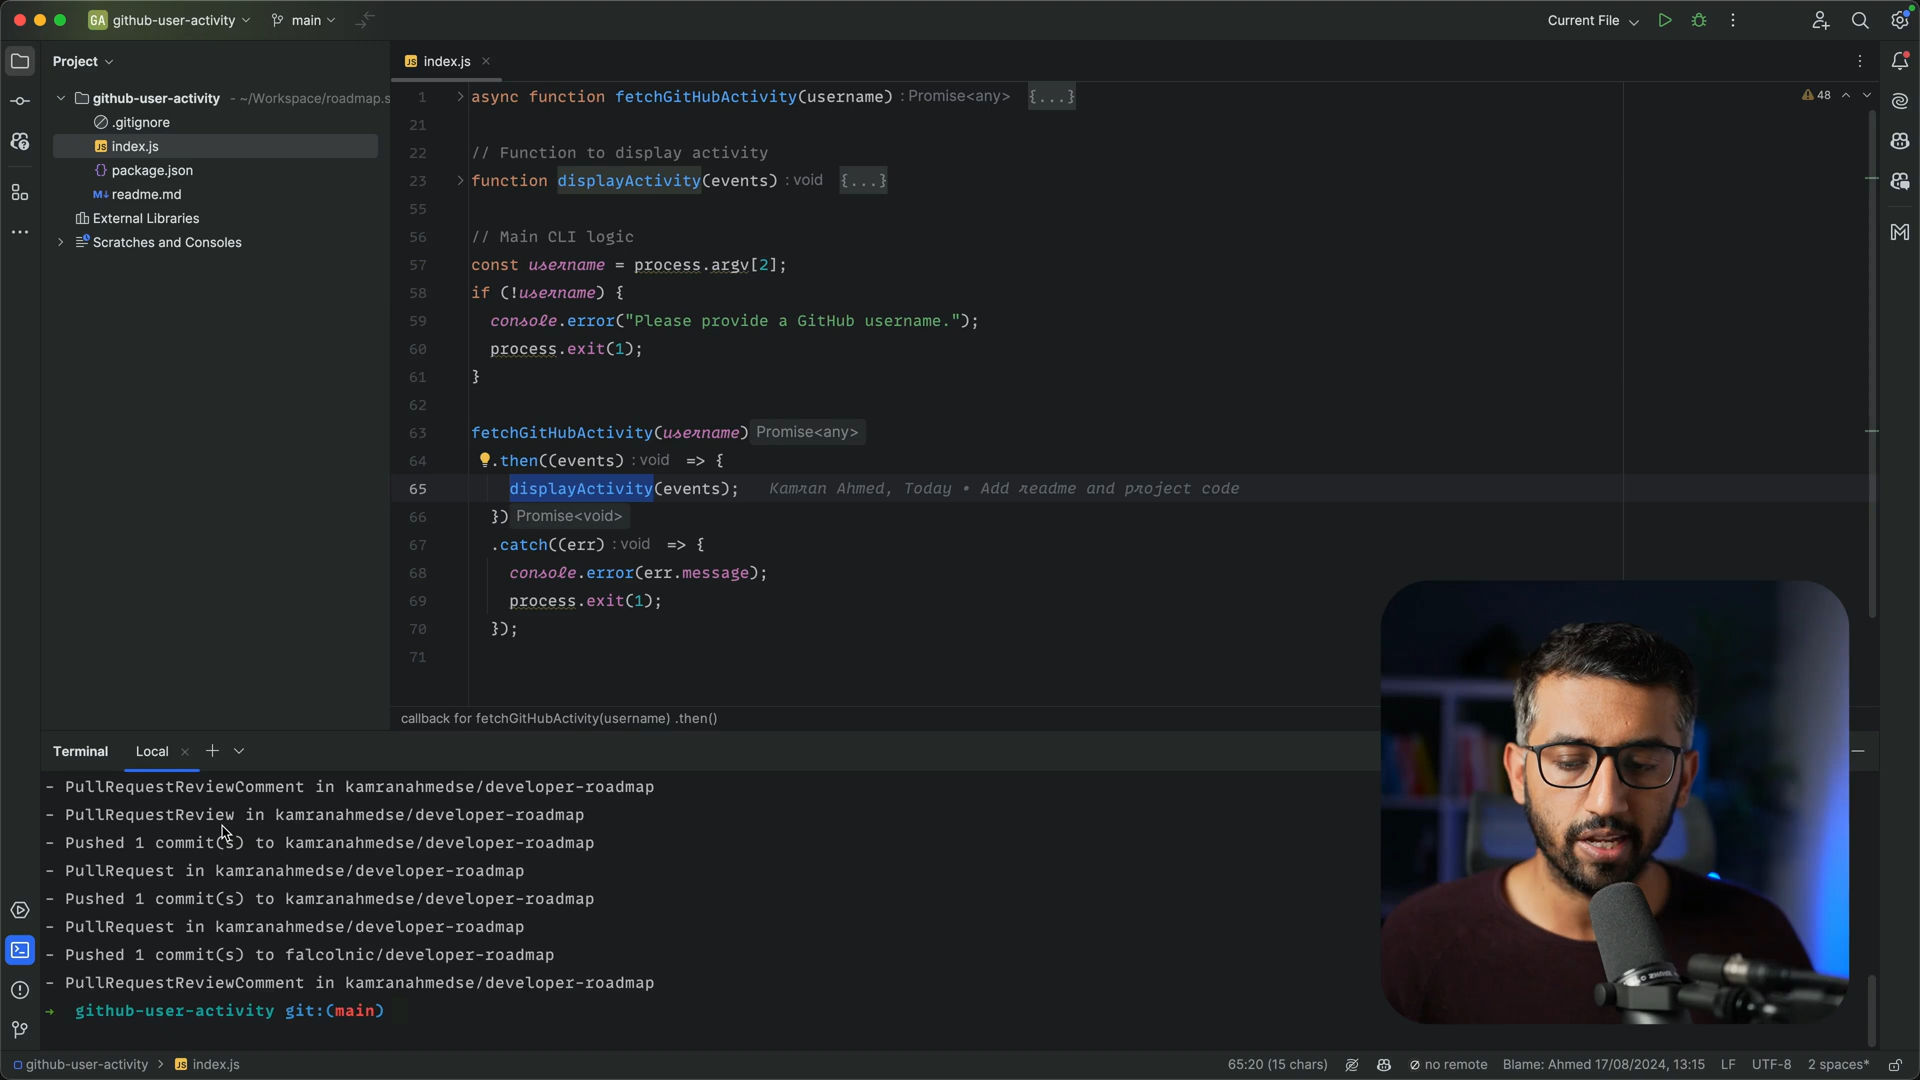 GA github-user-activity main
Current File
Project
index.js
github-user-activity - ~/Workspace/roadmap.s
.gitignore
index.js
package.json
readme.md
External Libraries
Scratches and Consoles
1 async function fetchGitHubActivity(username) : Promise<any> {...}
48
21
22 // Function to display activity
23 function displayActivity(events) : void {...}
55
56 // Main CLI logic
57 const username = process.argv[2];
58 if (!username) {
59 console.error("Please provide a GitHub username.");
60 process.exit(1);
61 }
62
63 fetchGitHubActivity(username) Promise<any>
64 .then((events) : void => {
65 displayActivity(events); Kamran Ahmed, Today • Add readme and project code
66 }) Promise<void>
67 .catch((err) : void => {
68 console.error(err.message);
69 process.exit(1);
70 });
71
callback for fetchGitHubActivity(username) .then()
Terminal Local
- PullRequestReviewComment in kamranahmedse/developer-roadmap
- PullRequestReview in kamranahmedse/developer-roadmap
- Pushed 1 commit(s) to kamranahmedse/developer-roadmap
- PullRequest in kamranahmedse/developer-roadmap
- Pushed 1 commit(s) to kamranahmedse/developer-roadmap
- PullRequest in kamranahmedse/developer-roadmap
- Pushed 1 commit(s) to falcolnic/developer-roadmap
- PullRequestReviewComment in kamranahmedse/developer-roadmap
→ github-user-activity git:(main)
github-user-activity > JS index.js
65:20 (15 chars) no remote Blame: Ahmed 17/08/2024, 13:15 LF UTF-8 2 spaces*